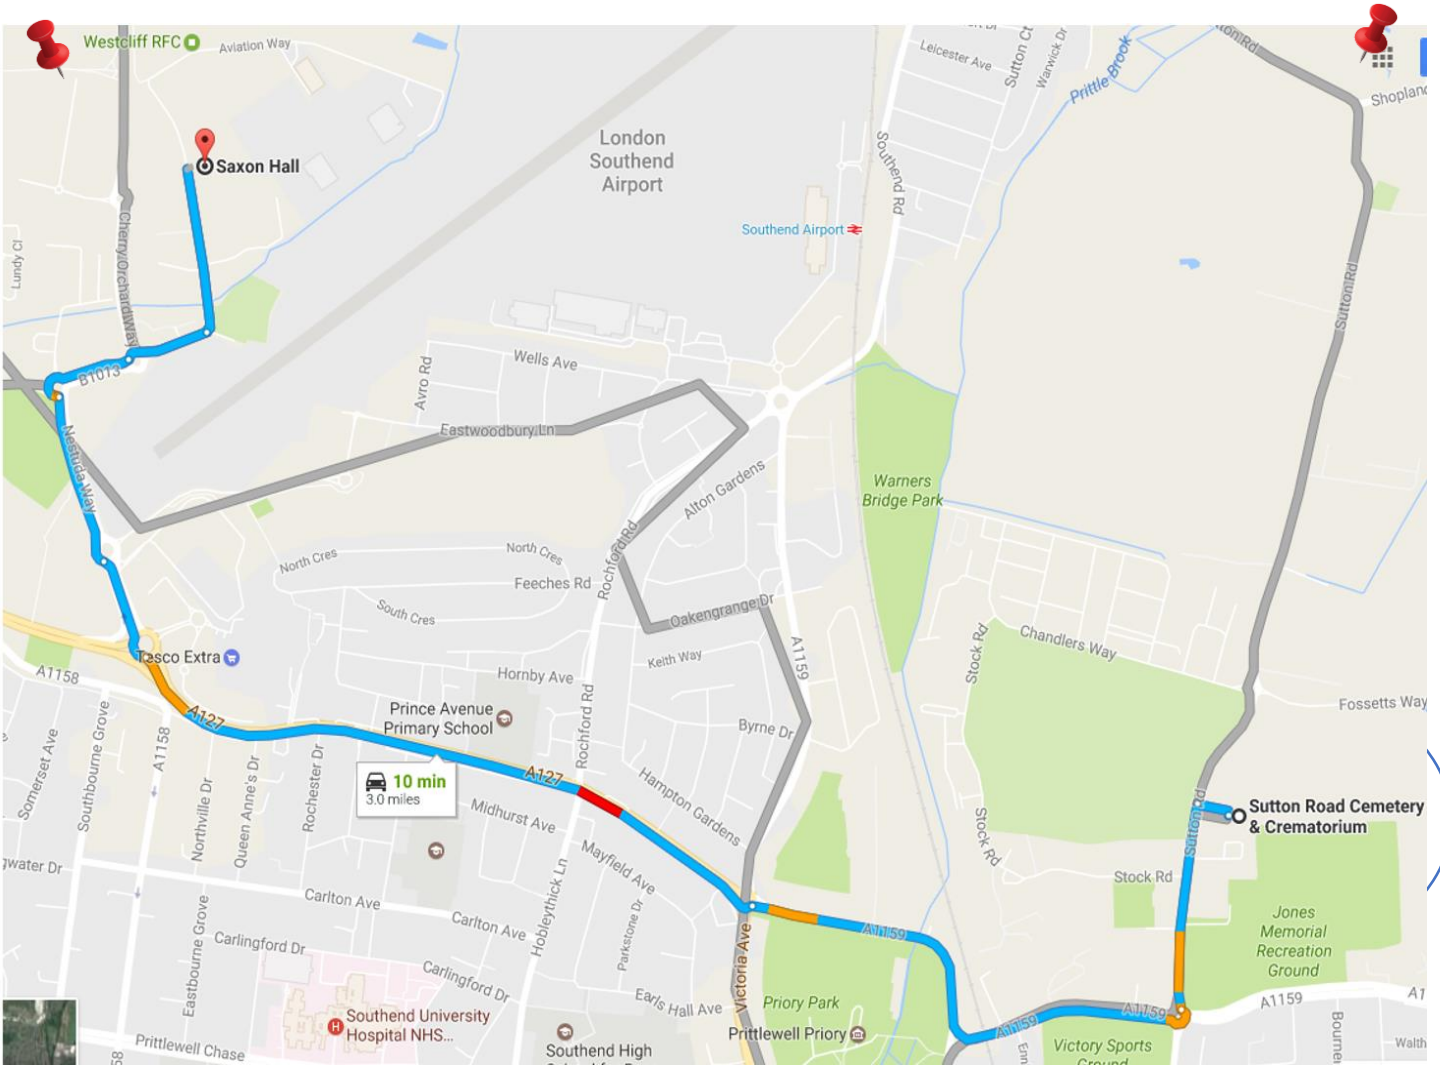 Westcliff RFC
Aviation Way
Leicester Ave
Sutton Ct
Warwick Dr
Prittle Brook
Saxon Hall
London
Southend
Airport
Southend Rd
Southend Airport
Cherry Orchard Way
Lundy Cl
Sutton Rd
B1013
Avro Rd
Wells Ave
Eastwoodbury Ln
Nestuda Way
Alton Gardens
Warners
Bridge Park
Rochford Rd
North Cres
North Cres
Feeches Rd
South Cres
Oakengrange Dr
Keith Way
A1159
Stock Rd
Chandlers Way
Tesco Extra
A1158
Hornby Ave
Fossetts Way
Prince Avenue
Primary School
Rochford Rd
Byrne Dr
A127
A1158
Somerset Ave
Southbourne Grove
Northville Dr
Queen Anne's Dr
Rochester Dr
10 min
3.0 miles
A127
Hampton Gardens
Midhurst Ave
Mayfield Ave
Sutton Rd
Sutton Road Cemetery
& Crematorium
Stock Rd
Stock Rd
gwater Dr
Carlton Ave
Carlton Ave
Hobleythick Ln
Parkstone Dr
Eastbourne Grove
Carlingford Dr
Carlingford Dr
Victoria Ave
A1159
Jones
Memorial
Recreation
Ground
Earls Hall Ave
Priory Park
A1159
A1159
A1159
A1
Southend University
Hospital NHS...
H
Prittlewell Priory
Prittlewell Chase
Southend High
Victory Sports
Ground
58